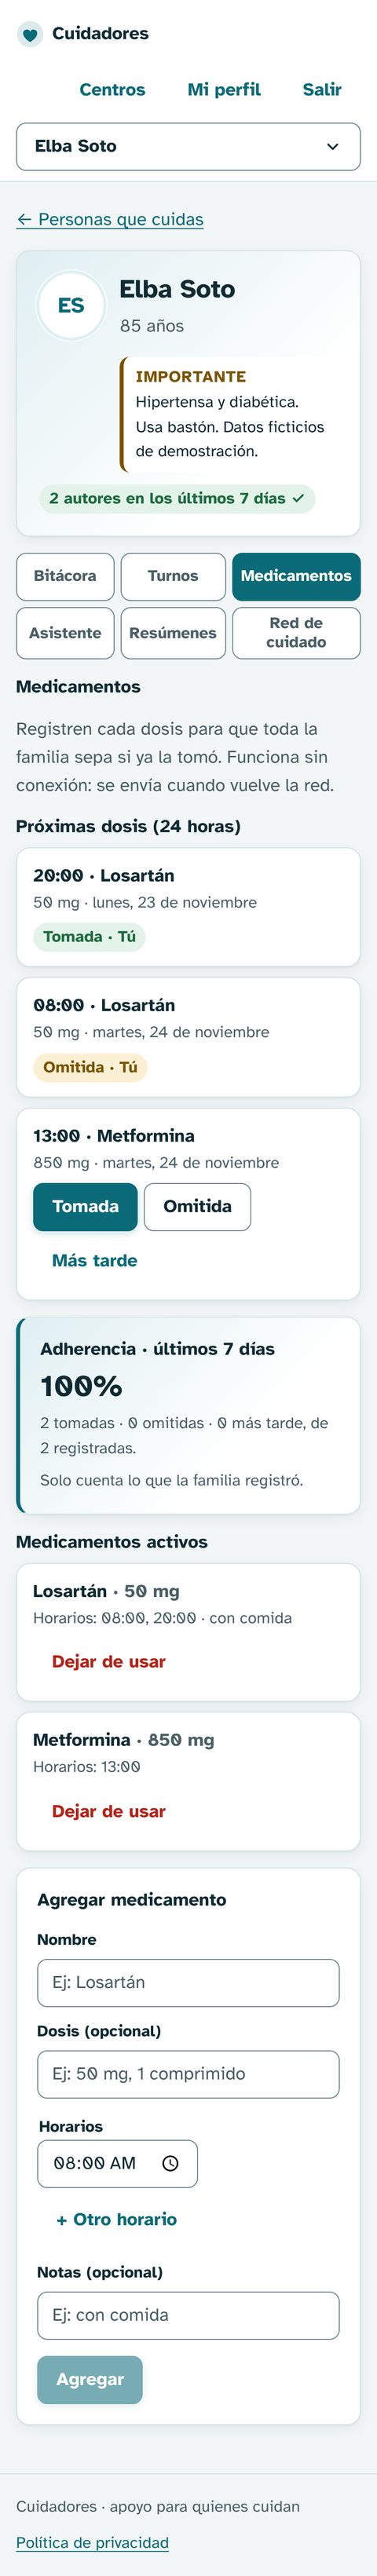 Cuidadores
Centros Mi perfil Salir
Elba Soto
← Personas que cuidas
ES
Elba Soto
85 años
IMPORTANTE
Hipertensa y diabética.
Usa bastón. Datos ficticios
de demostración.
2 autores en los últimos 7 días ✓
Bitácora Turnos Medicamentos
Asistente Resúmenes Red de
cuidado
Medicamentos
Registren cada dosis para que toda la
familia sepa si ya la tomó. Funciona sin
conexión: se envía cuando vuelve la red.
Próximas dosis (24 horas)
20:00 · Losartán
50 mg · lunes, 23 de noviembre
Tomada · Tú
08:00 · Losartán
50 mg · martes, 24 de noviembre
Omitida · Tú
13:00 · Metformina
850 mg · martes, 24 de noviembre
Tomada Omitida
Más tarde
Adherencia · últimos 7 días
100%
2 tomadas · 0 omitidas · 0 más tarde, de
2 registradas.
Solo cuenta lo que la familia registró.
Medicamentos activos
Losartán · 50 mg
Horarios: 08:00, 20:00 · con comida
Dejar de usar
Metformina · 850 mg
Horarios: 13:00
Dejar de usar
Agregar medicamento
Nombre
Ej: Losartán
Dosis (opcional)
Ej: 50 mg, 1 comprimido
Horarios
08:00 AM
+ Otro horario
Notas (opcional)
Ej: con comida
Agregar
Cuidadores · apoyo para quienes cuidan
Política de privacidad